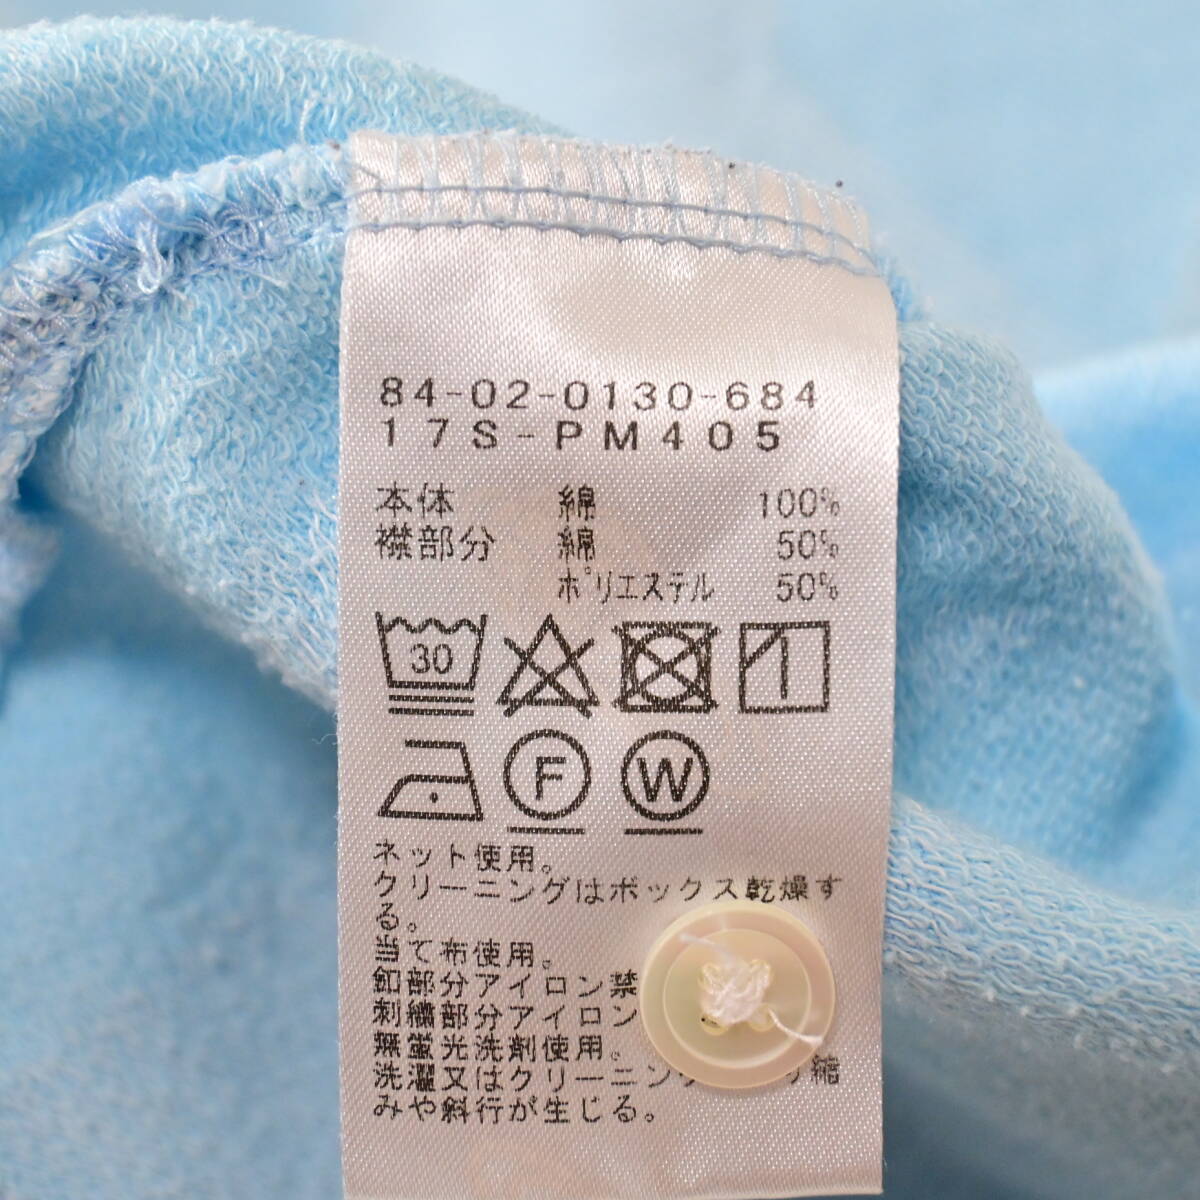 84-02-0130-684
17S-PM405
本体 綿 100%
襟部分 綿 50%
ポリエステル 50%
30
F W
ネット使用。
クリーニングはボックス乾燥す
る。
当て布使用。
釦部分アイロン禁
刺繍部分アイロン
無蛍光洗剤使用。
洗濯又はクリーニン り縮
みや斜行が生じる。